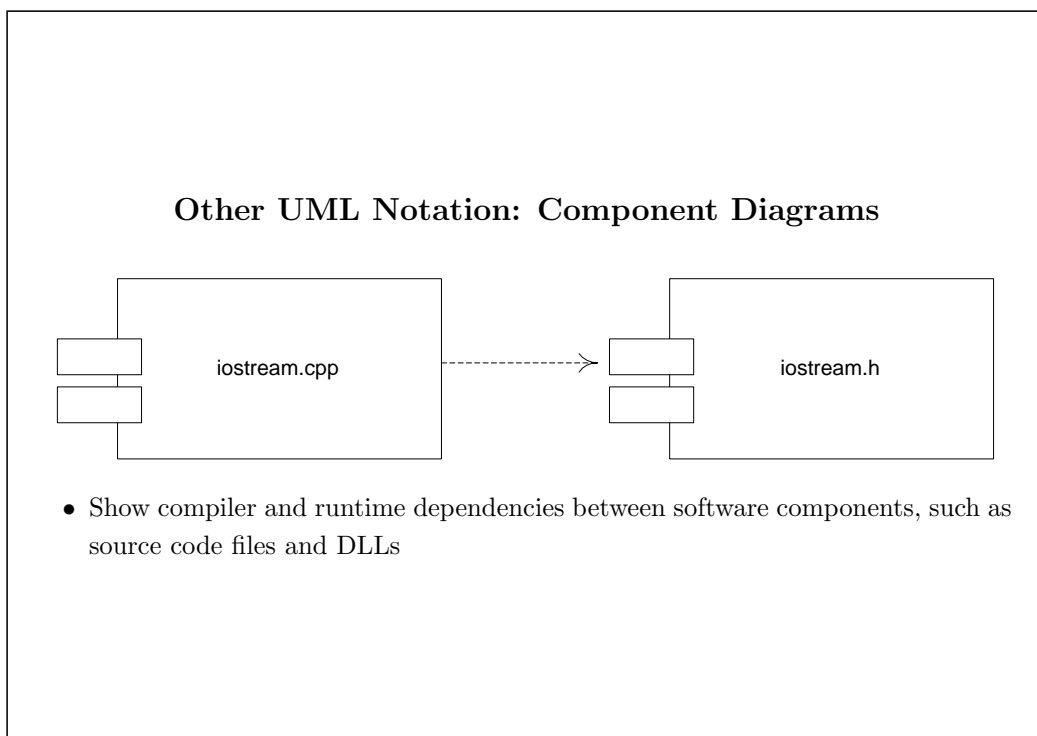 Other UML Notation: Component Diagrams
iostream.cpp
iostream.h
• Show compiler and runtime dependencies between software components, such as
source code files and DLLs